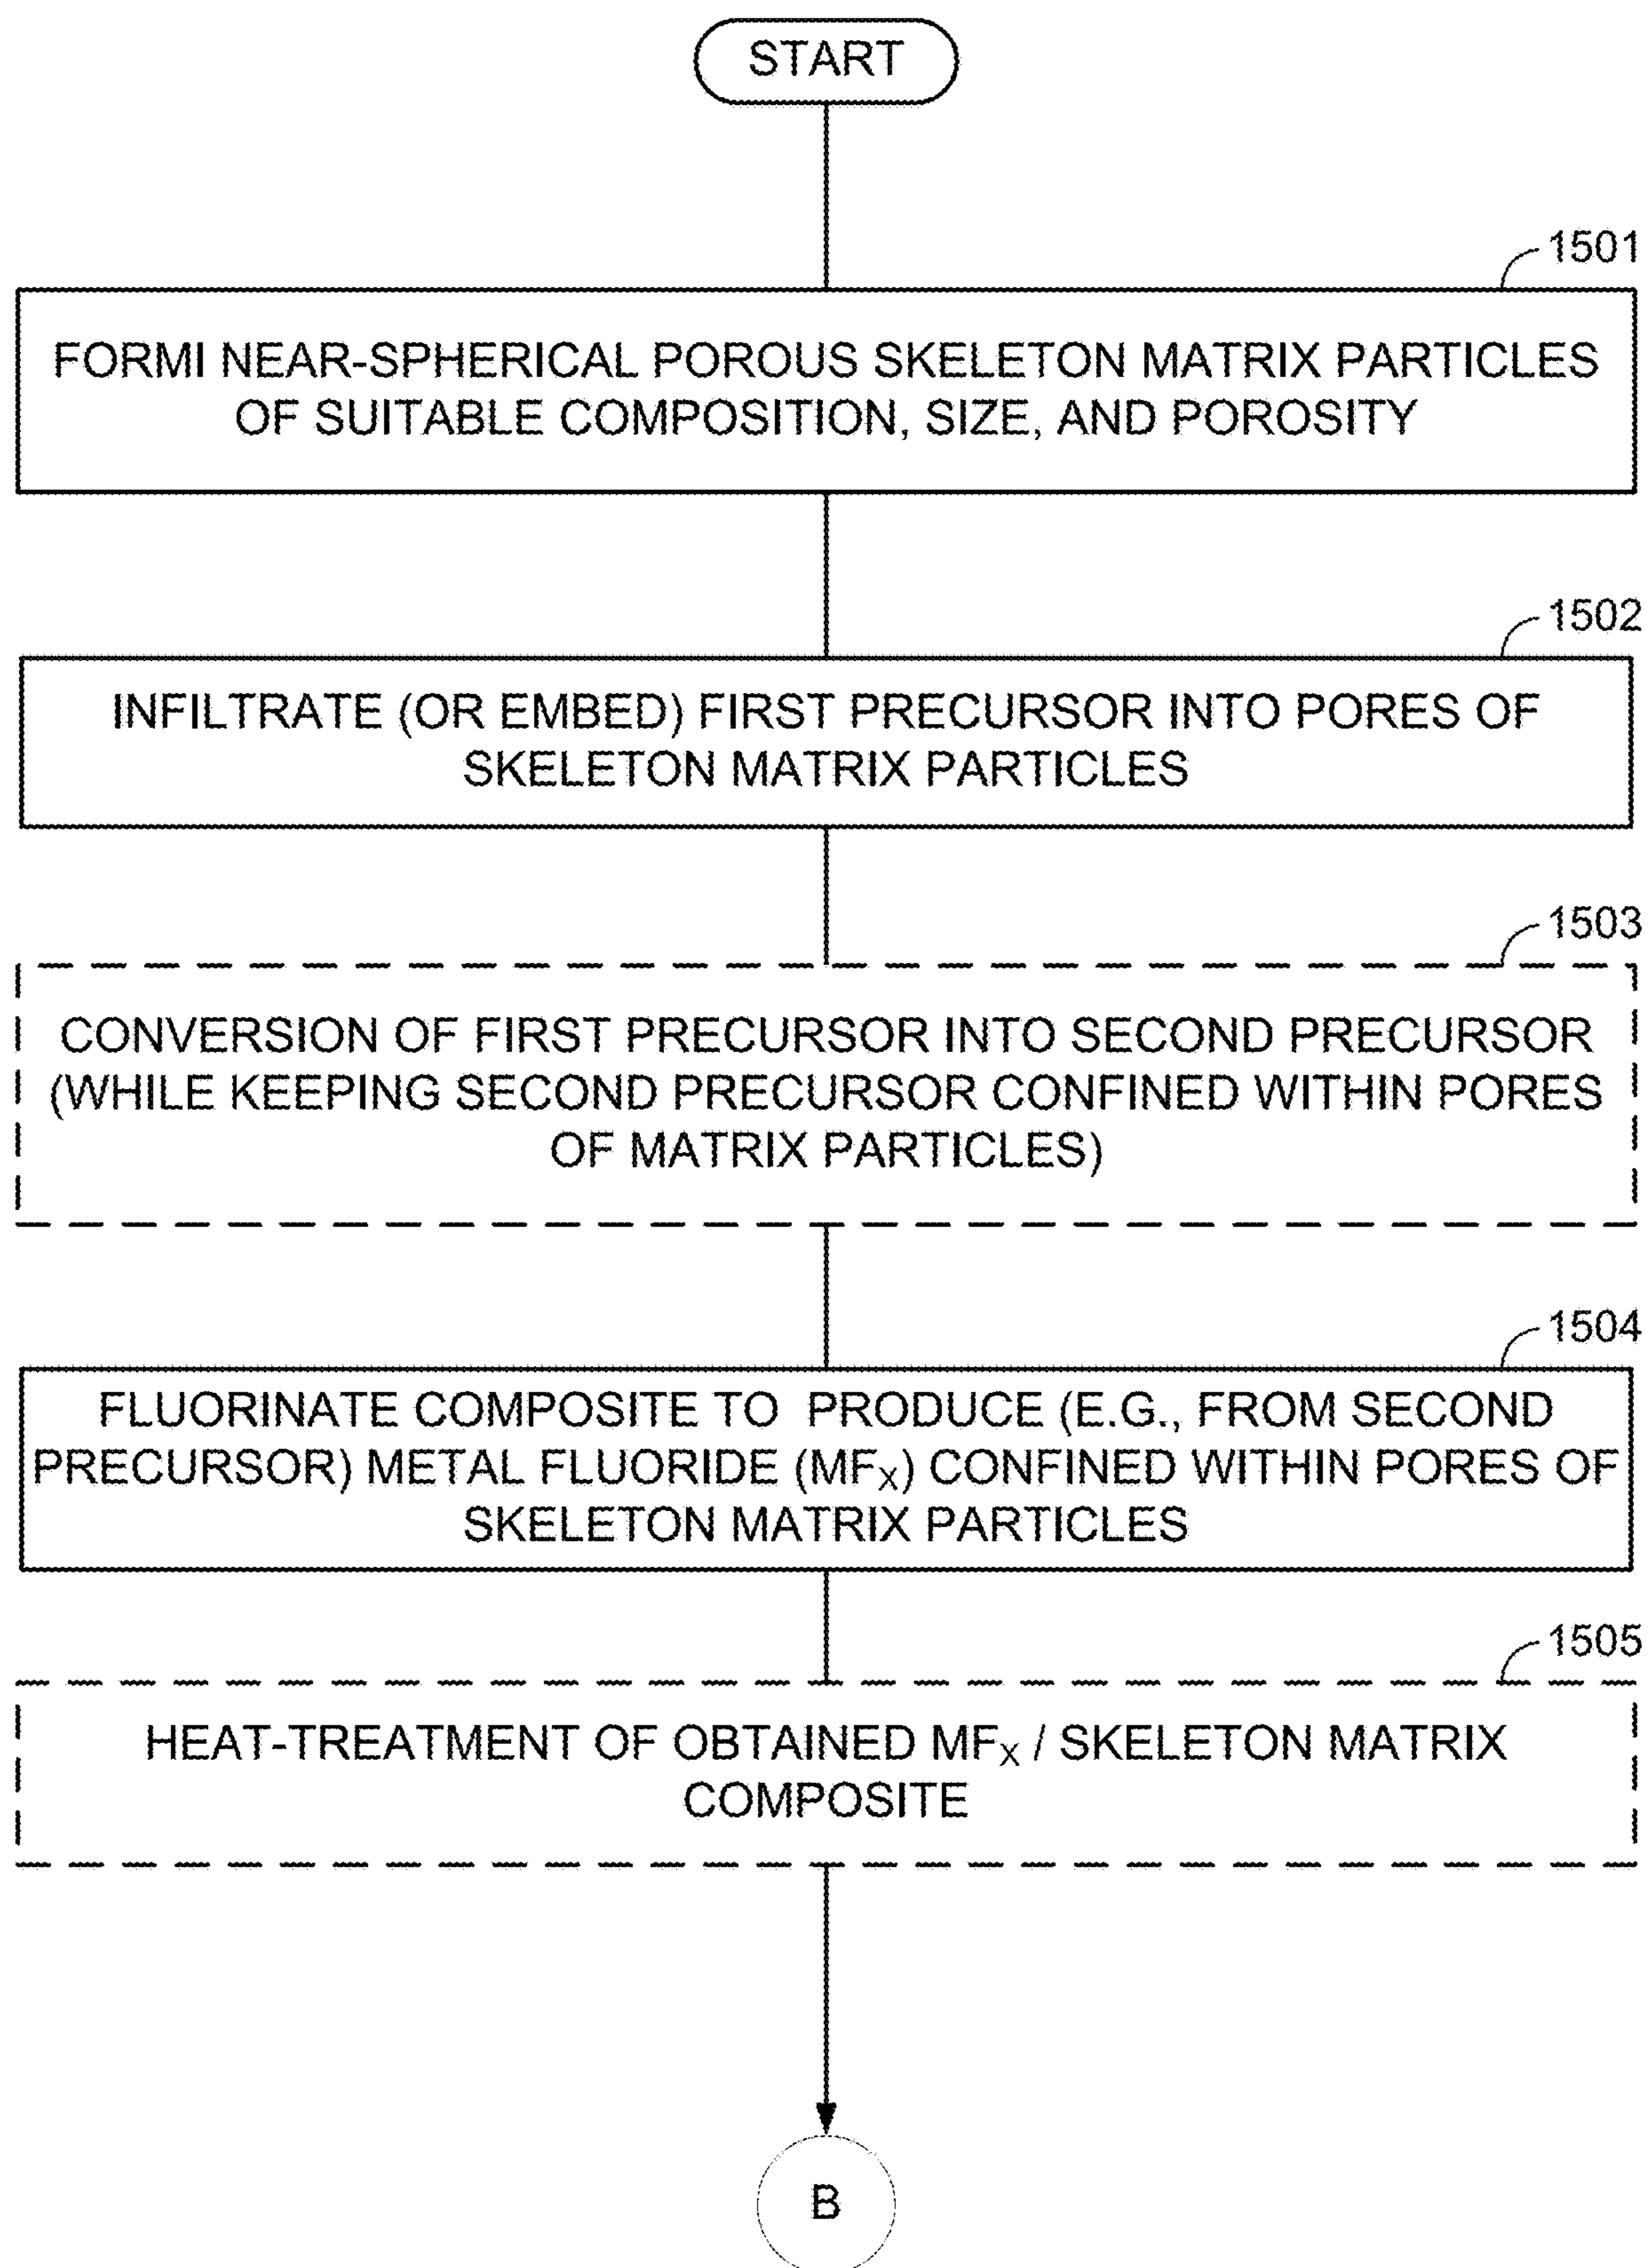 START
1501
FORMI NEAR-SPHERICAL POROUS SKELETON MATRIX PARTICLES
OF SUITABLE COMPOSITION, SIZE, AND POROSITY
1502
INFILTRATE (OR EMBED) FIRST PRECURSOR INTO PORES OF
SKELETON MATRIX PARTICLES
1503
CONVERSION OF FIRST PRECURSOR INTO SECOND PRECURSOR
(WHILE KEEPING SECOND PRECURSOR CONFINED WITHIN PORES
OF MATRIX PARTICLES)
1504
FLUORINATE COMPOSITE TO PRODUCE (E.G., FROM SECOND
PRECURSOR) METAL FLUORIDE (MFX) CONFINED WITHIN PORES OF
SKELETON MATRIX PARTICLES
1505
HEAT-TREATMENT OF OBTAINED MFX / SKELETON MATRIX
COMPOSITE
B